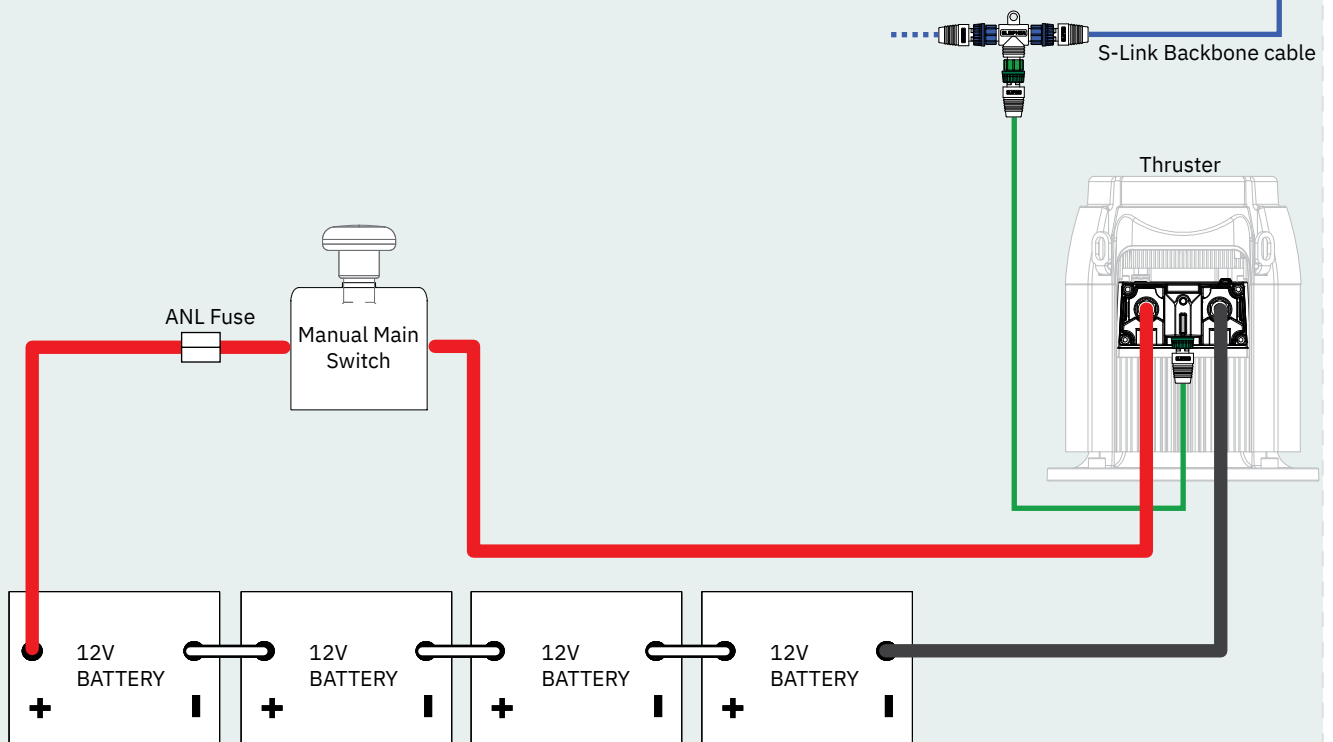 S-Link Backbone cable
Thruster
ANL Fuse
Manual Main
Switch
12V
BATTERY
+ -
12V
BATTERY
+ -
12V
BATTERY
+ -
12V
BATTERY
+ -